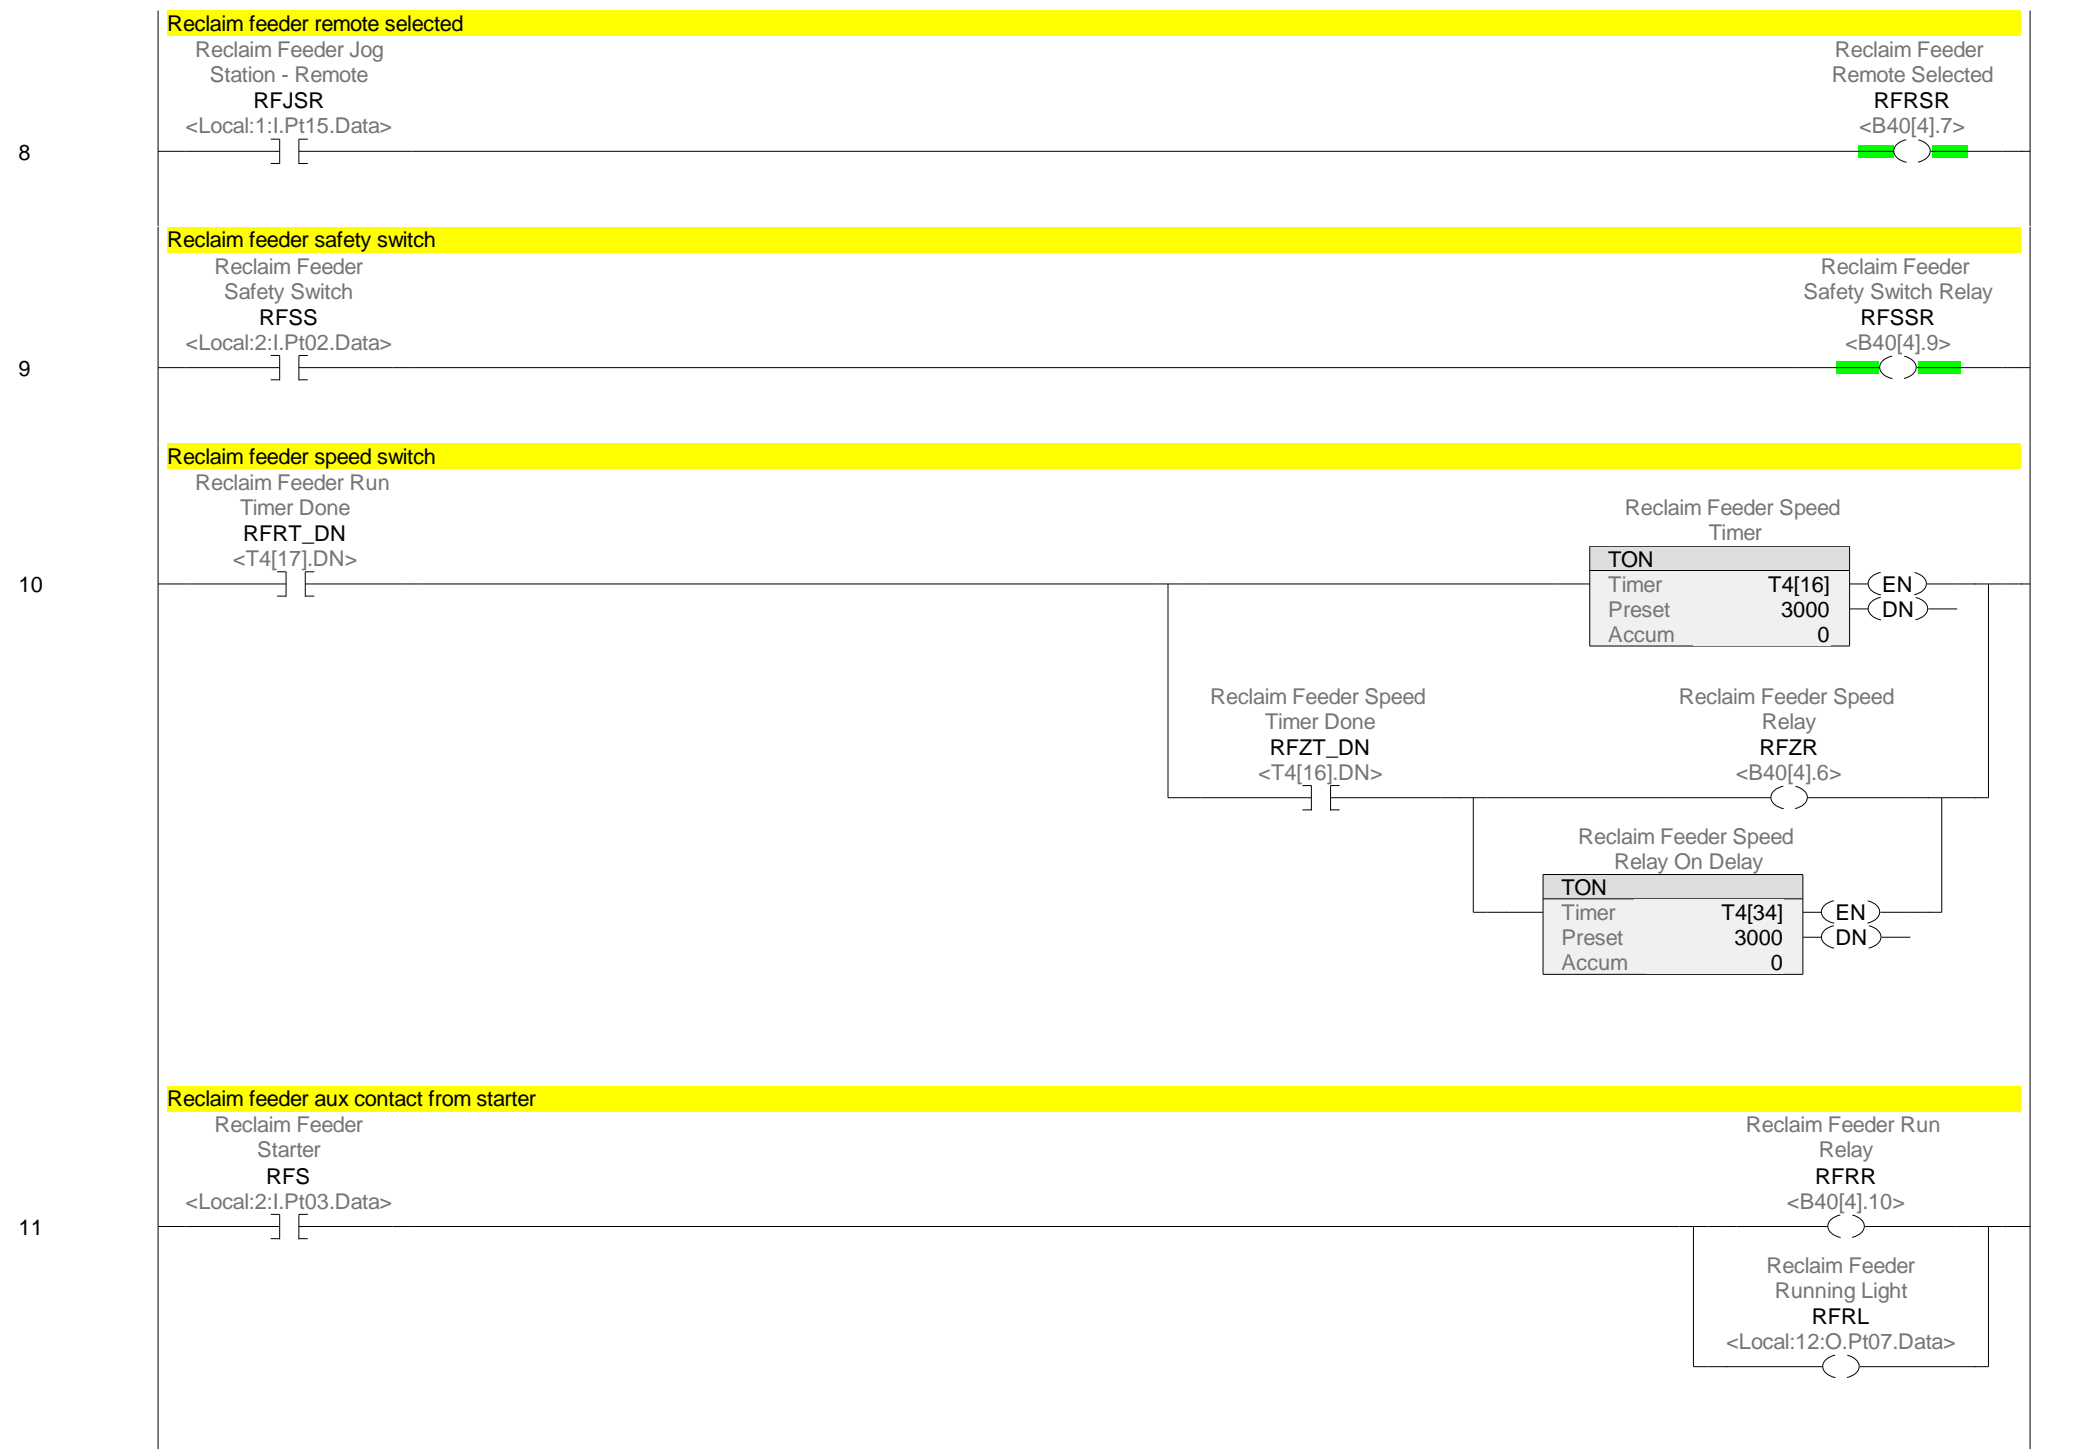 Reclaim feeder remote selected
Reclaim Feeder Jog
Station - Remote
RFJSR
<Local:1:I.Pt15.Data>
Reclaim Feeder
Remote Selected
RFRSR
<B40[4].7>
8
Reclaim feeder safety switch
Reclaim Feeder
Safety Switch
RFSS
<Local:2:I.Pt02.Data>
Reclaim Feeder
Safety Switch Relay
RFSSR
<B40[4].9>
9
Reclaim feeder speed switch
Reclaim Feeder Run
Timer Done
RFRT_DN
<T4[17].DN>
10
Reclaim Feeder Speed
Timer
TON
Timer T4[16]
Preset 3000
Accum 0
EN
DN
Reclaim Feeder Speed
Timer Done
RFZT_DN
<T4[16].DN>
Reclaim Feeder Speed
Relay
RFZR
<B40[4].6>
Reclaim Feeder Speed
Relay On Delay
TON
Timer T4[34]
Preset 3000
Accum 0
EN
DN
Reclaim feeder aux contact from starter
Reclaim Feeder
Starter
RFS
<Local:2:I.Pt03.Data>
Reclaim Feeder Run
Relay
RFRR
<B40[4].10>
11
Reclaim Feeder
Running Light
RFRL
<Local:12:O.Pt07.Data>